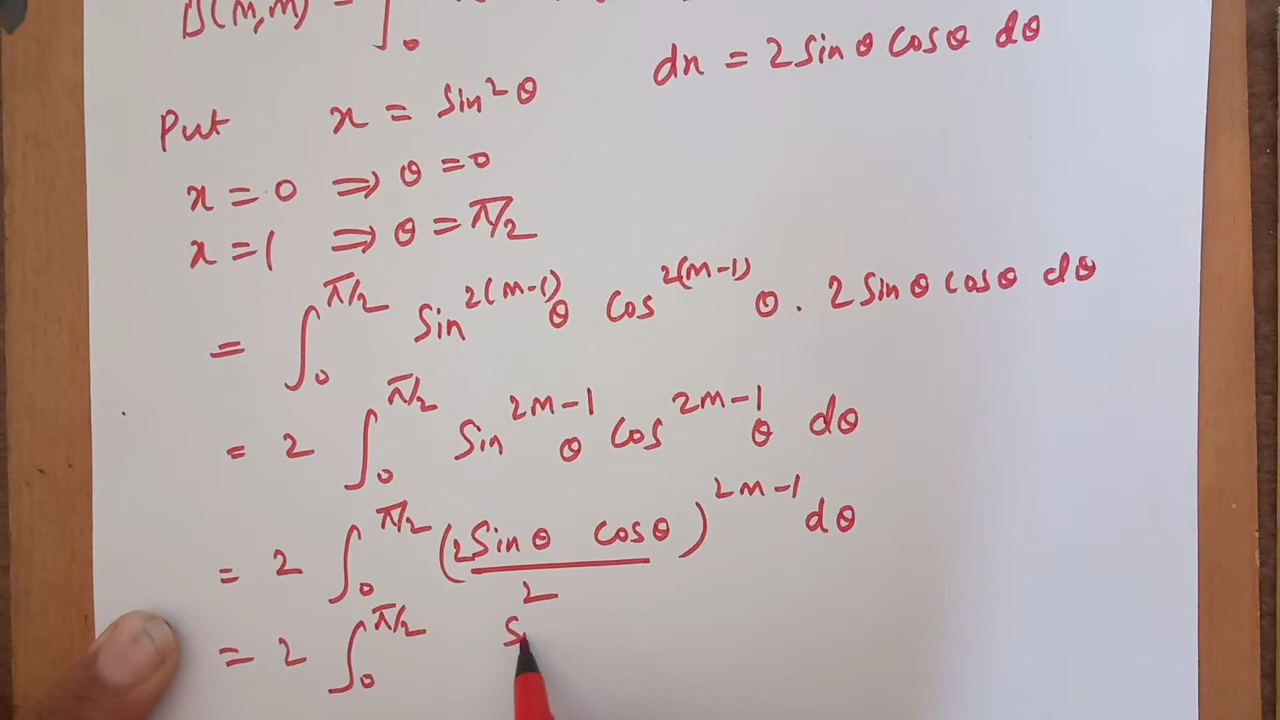 β(m,m) = ∫₀
dx = 2 sin θ cos θ dθ
Put x = sin² θ
x = 0 ⇒ θ = 0
x = 1 ⇒ θ = π/2
= ∫₀^{π/2} sin^{2(m-1)} θ cos^{2(m-1)} θ . 2 sin θ cos θ dθ
= 2 ∫₀^{π/2} sin^{2m-1} θ cos^{2m-1} θ dθ
= 2 ∫₀^{π/2} (2 sin θ cos θ / 2)^{2m-1} dθ
= 2 ∫₀^{π/2} s